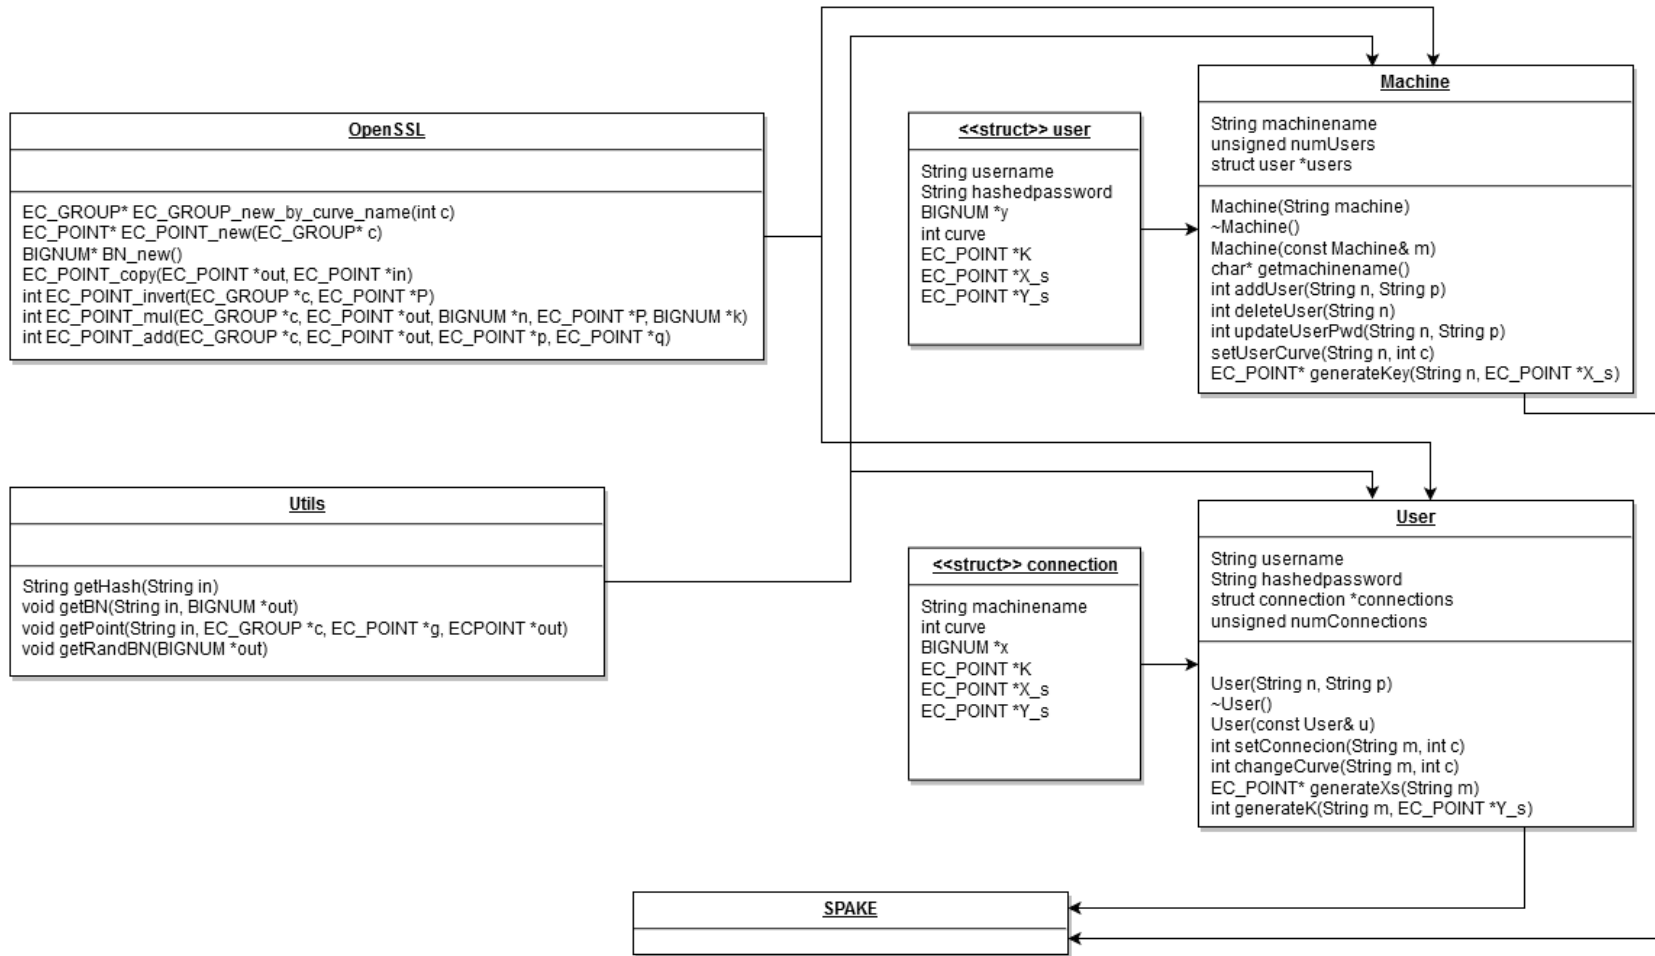 OpenSSL
EC_GROUP* EC_GROUP_new_by_curve_name(int c)
EC_POINT* EC_POINT_new(EC_GROUP* c)
BIGNUM* BN_new()
EC_POINT_copy(EC_POINT *out, EC_POINT *in)
int EC_POINT_invert(EC_GROUP *c, EC_POINT *P)
int EC_POINT_mul(EC_GROUP *c, EC_POINT *out, BIGNUM *n, EC_POINT *P, BIGNUM *k)
int EC_POINT_add(EC_GROUP *c, EC_POINT *out, EC_POINT *p, EC_POINT *q)
<<struct>> user
String username
String hashedpassword
BIGNUM *y
int curve
EC_POINT *K
EC_POINT *X_s
EC_POINT *Y_s
Machine
String machinename
unsigned numUsers
struct user *users
Machine(String machine)
~Machine()
Machine(const Machine& m)
char* getmachinename()
int addUser(String n, String p)
int deleteUser(String n)
int updateUserPwd(String n, String p)
setUserCurve(String n, int c)
EC_POINT* generateKey(String n, EC_POINT *X_s)
Utils
String getHash(String in)
void getBN(String in, BIGNUM *out)
void getPoint(String in, EC_GROUP *c, EC_POINT *g, ECPOINT *out)
void getRandBN(BIGNUM *out)
<<struct>> connection
String machinename
int curve
BIGNUM *x
EC_POINT *K
EC_POINT *X_s
EC_POINT *Y_s
User
String username
String hashedpassword
struct connection *connections
unsigned numConnections
User(String n, String p)
~User()
User(const User& u)
int setConnecion(String m, int c)
int changeCurve(String m, int c)
EC_POINT* generateXs(String m)
int generateK(String m, EC_POINT *Y_s)
SPAKE